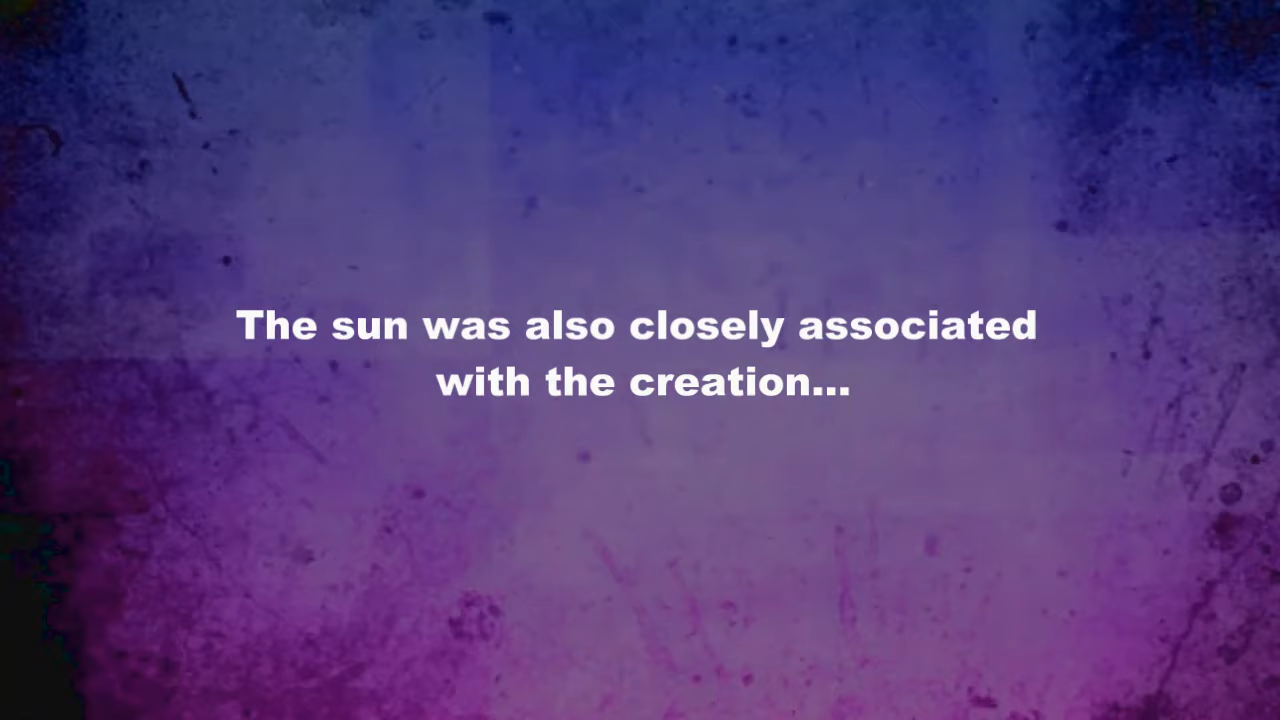 The sun was also closely associated
with the creation...